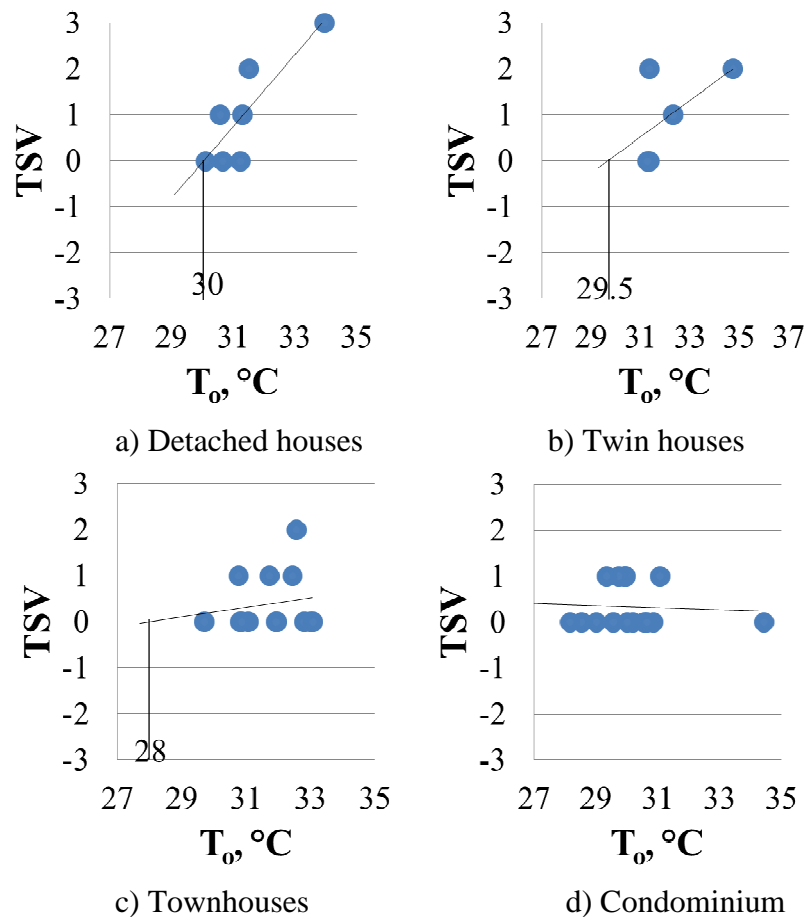 3
2
1
0
-1
-2
-3
TSV
30
27 29 31 33 35
To, °C
a) Detached houses
3
2
1
0
-1
-2
-3
TSV
29.5
27 29 31 33 35 37
To, °C
b) Twin houses
3
2
1
0
-1
-2
-3
TSV
28
27 29 31 33 35
To, °C
c) Townhouses
3
2
1
0
-1
-2
-3
TSV
27 29 31 33 35
To, °C
d) Condominium